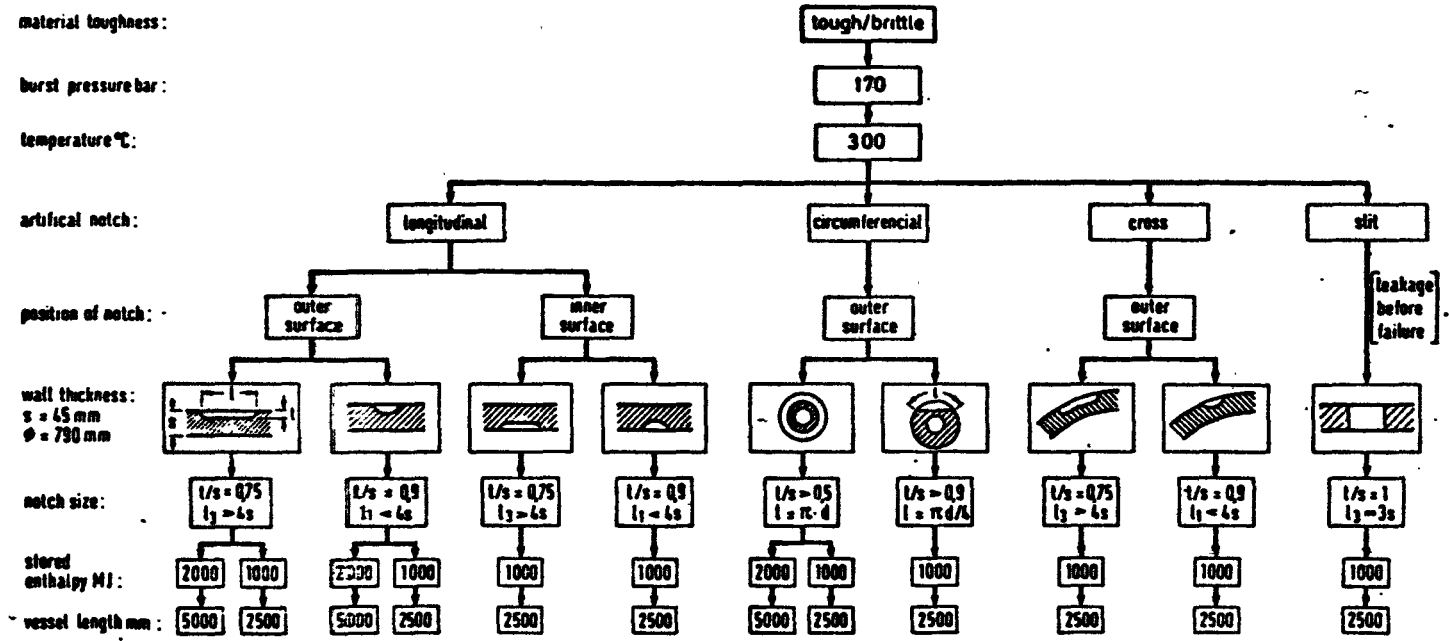 material toughness: tough/brittle
burst pressure bar: 170
temperature °C: 300
artifical notch: longitudinal circumferencial cross slit
[leakage
before
failure]
position of notch: outer surface inner surface outer surface outer surface
wall thickness:
s = 45 mm
Φ = 790 mm
l
s
t
l
notch size: t/s = 0,75 t/s = 0,9 t/s = 0,75 t/s = 0,9 t/s > 0,5 t/s > 0,9 t/s = 0,75 t/s = 0,9 t/s = 1
l3 > 4s l1 < 4s l3 > 4s l1 < 4s l = π·d l = πd/4 l3 > 4s l1 < 4s l3 = 3s
stored
enthalpy MJ: 2000 1000 2000 1000 1000 1000 2000 1000 1000 1000 1000 1000
vessel length mm: 5000 2500 5000 2500 2500 2500 5000 2500 2500 2500 2500 2500